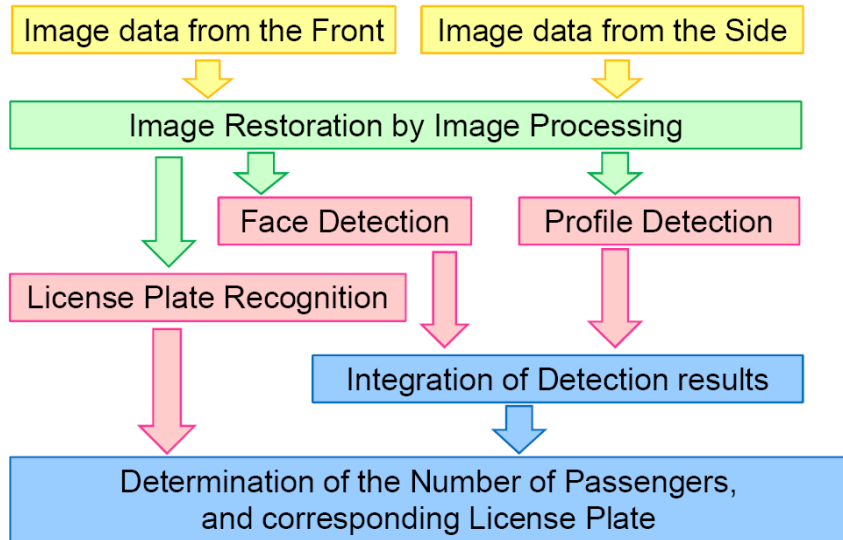 Image data from the Front
Image data from the Side
Image Restoration by Image Processing
Face Detection
Profile Detection
License Plate Recognition
Integration of Detection results
Determination of the Number of Passengers,
and corresponding License Plate